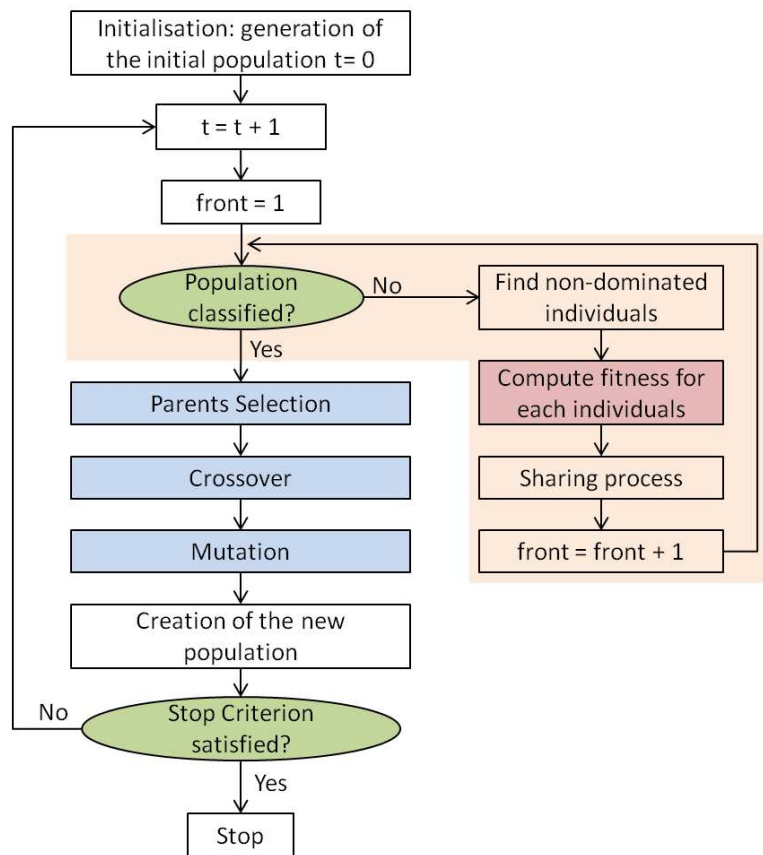 Initialisation: generation of
the initial population t= 0
t = t + 1
front = 1
Population
classified?
No
Find non-dominated
individuals
Yes
Compute fitness for
each individuals
Parents Selection
Sharing process
Crossover
front = front + 1
Mutation
Creation of the new
population
No
Stop Criterion
satisfied?
Yes
Stop